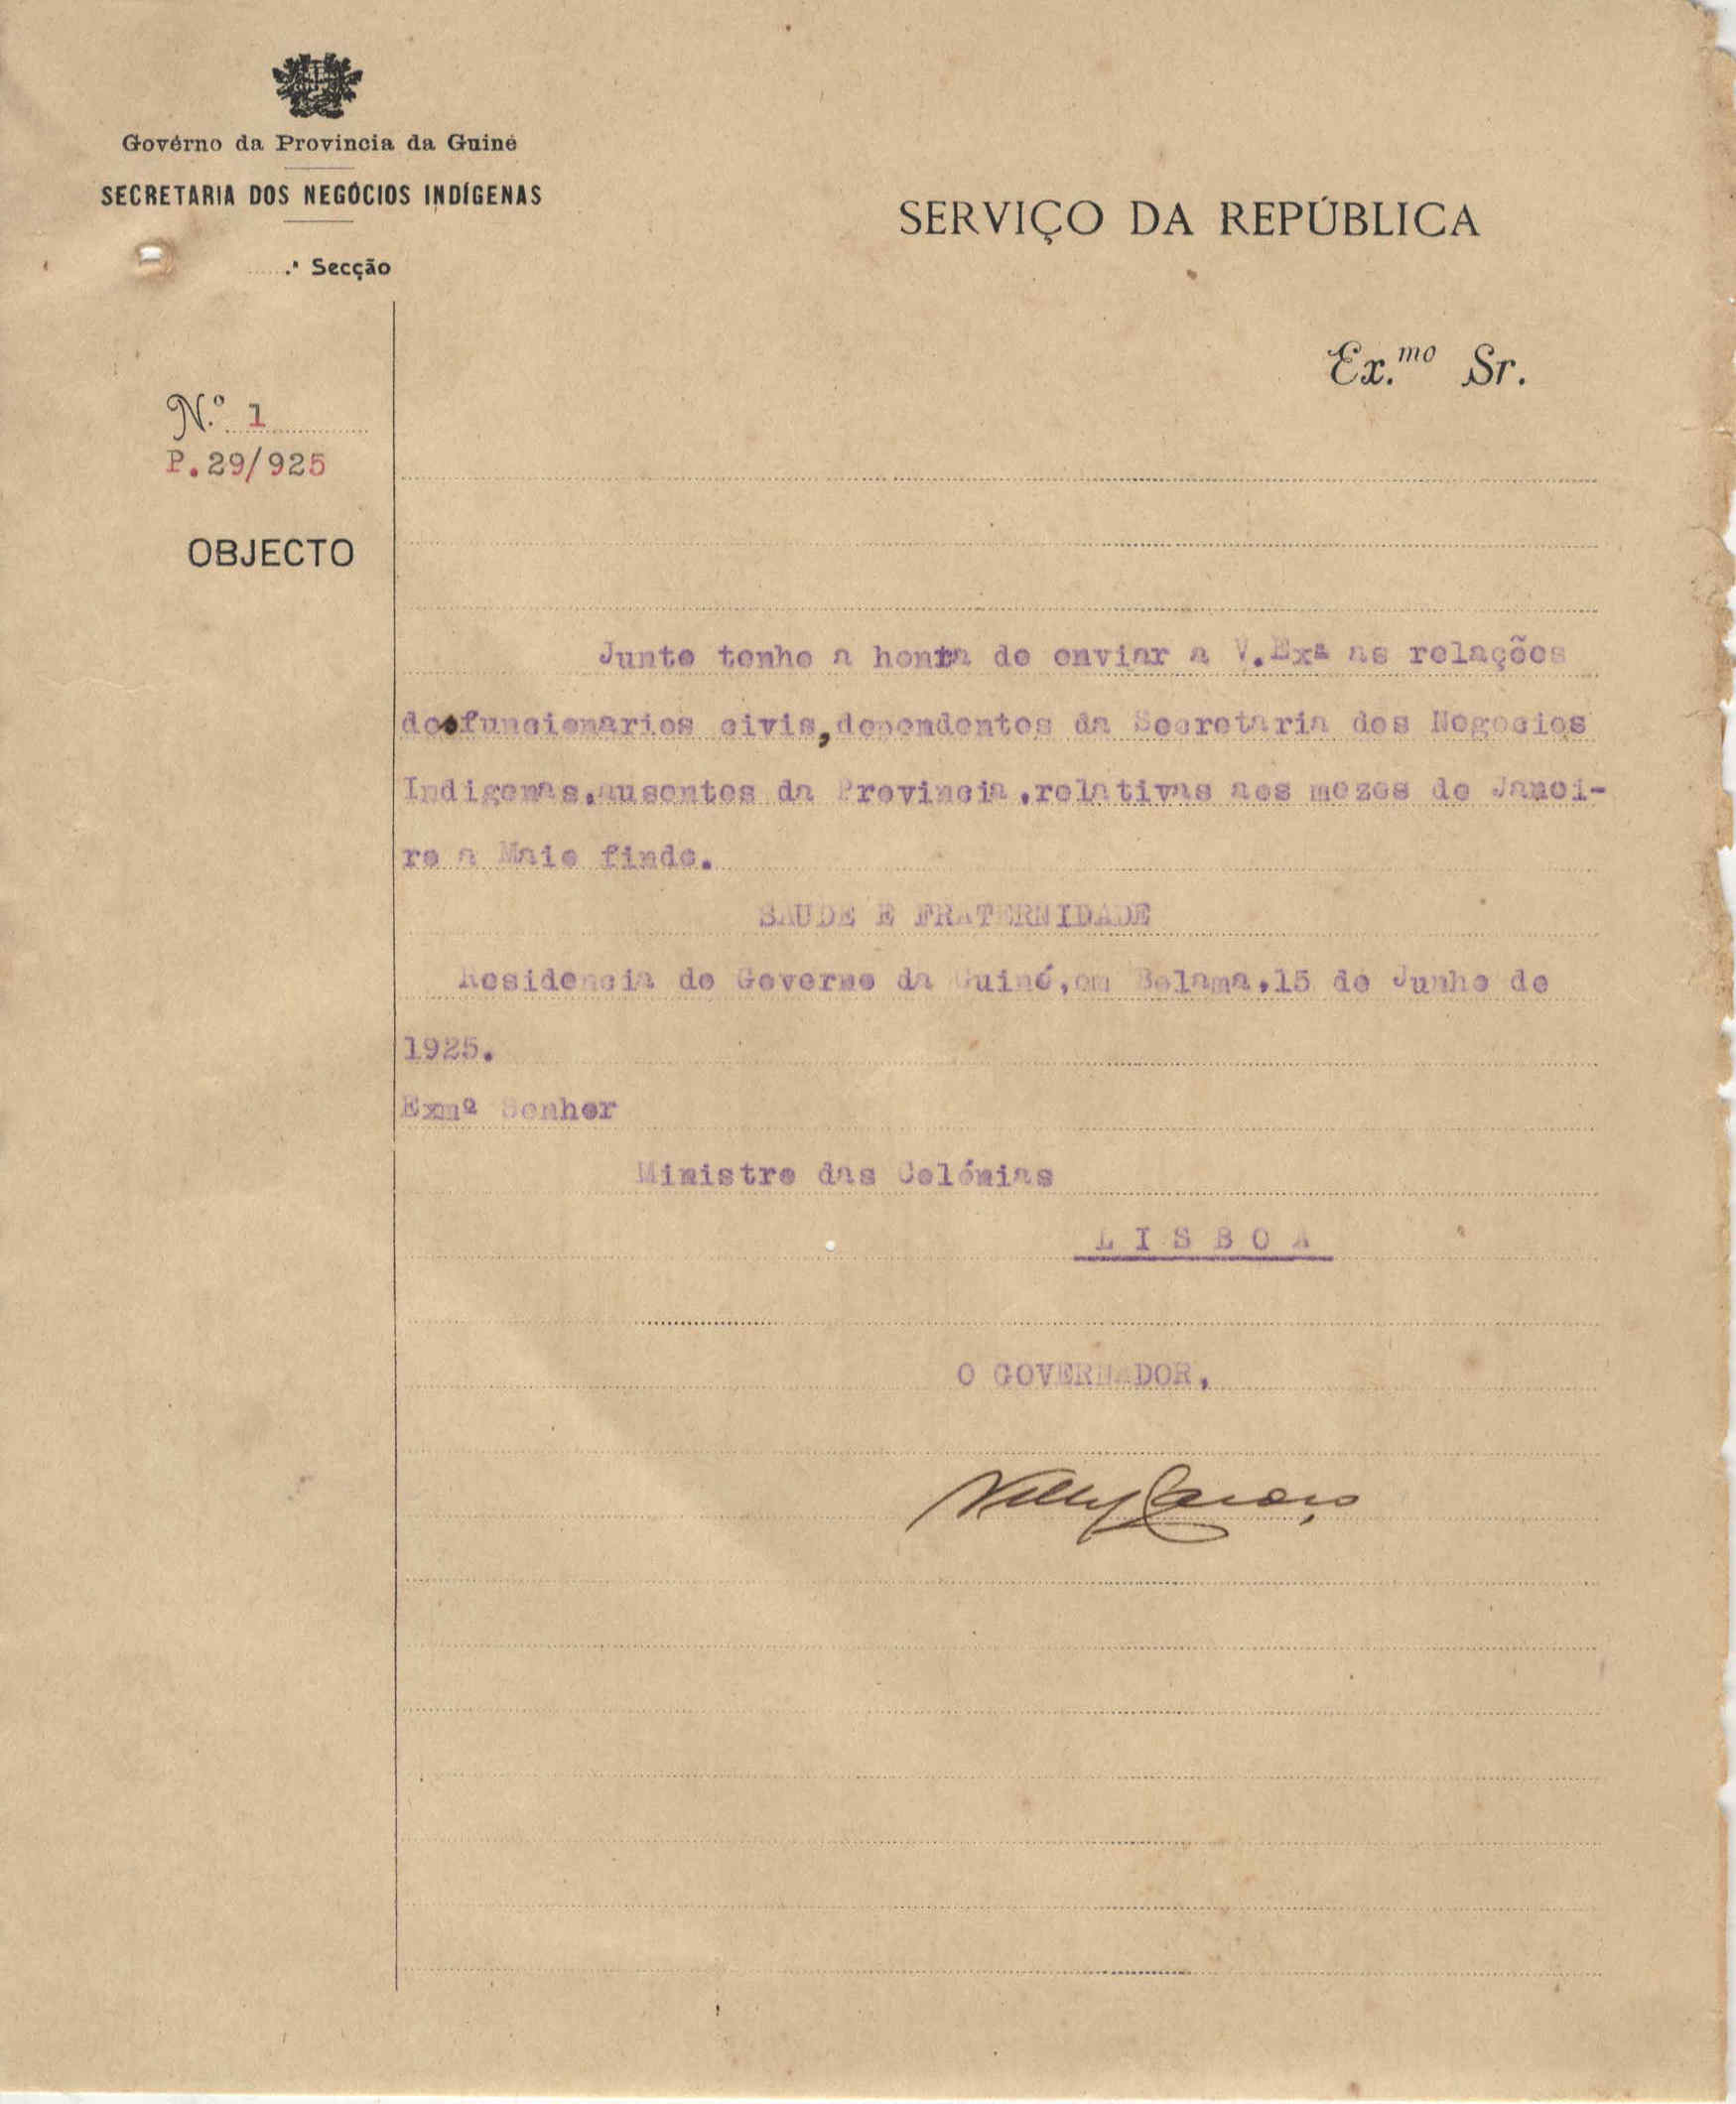 Govêrno da Provincia da Guiné
SECRETARIA DOS NEGÓCIOS INDÍGENAS
.ª Secção
SERVIÇO DA REPÚBLICA
Ex.mo Sr.
N.º 1
P.29/925
OBJECTO
Junto tenho a honra de enviar a V.Exª as relações
dos funcionarios civis, dependentes da Secretaria dos Negocios
Indigenas, ausentes da Provincia, relativas aos mezes de Janei-
ro a Maio findo.
SAUDE E FRATERNIDADE
Residencia do Governo da Guiné, em Bolama, 15 de Junho de
1925.
Exmº Senhor
Ministro das Colónias
LISBOA
O GOVERNADOR,